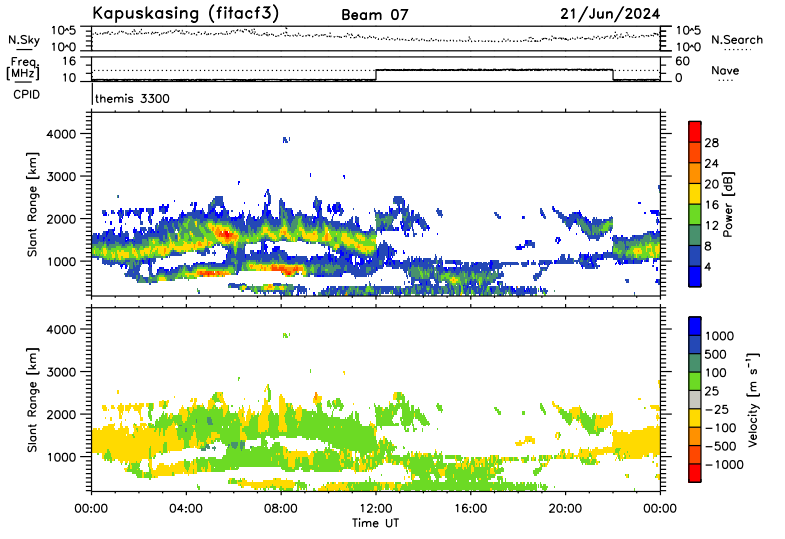 Kapuskasing (fitacf3) Beam 07 21/Jun/2024
N.Sky 10^5 10^0 10^5 10^0 N.Search
Freq. [MHz] 16 10 60 0 Nave
CPID themis 3300
4000
3000
2000
1000
Slant Range [km]
28
24
20
16
12
8
4
Power [dB]
4000
3000
2000
1000
Slant Range [km]
1000
500
100
25
−25
−100
−500
−1000
Velocity [m s⁻¹]
00:00 04:00 08:00 12:00 16:00 20:00 00:00
Time UT